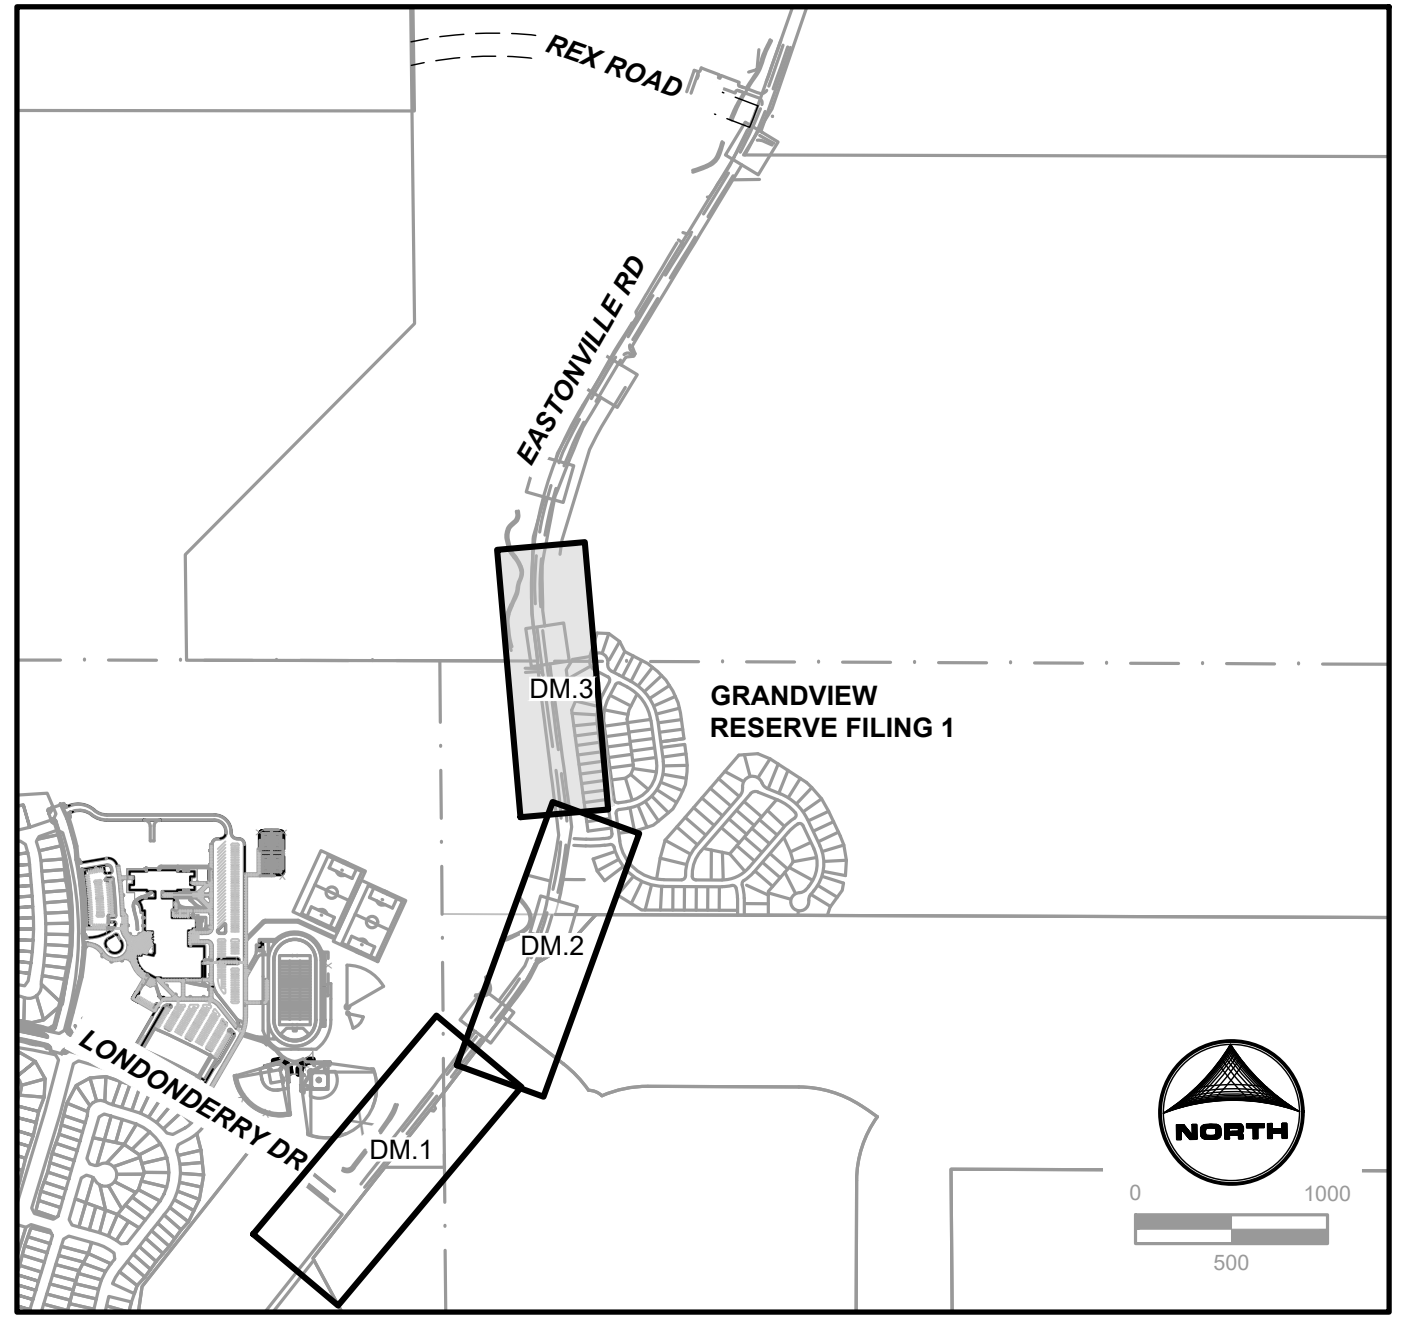 REX ROAD
EASTONVILLE RD
DM.3
GRANDVIEW
RESERVE FILING 1
DM.2
LONDONDERRY DR
DM.1
NORTH
0
1000
500